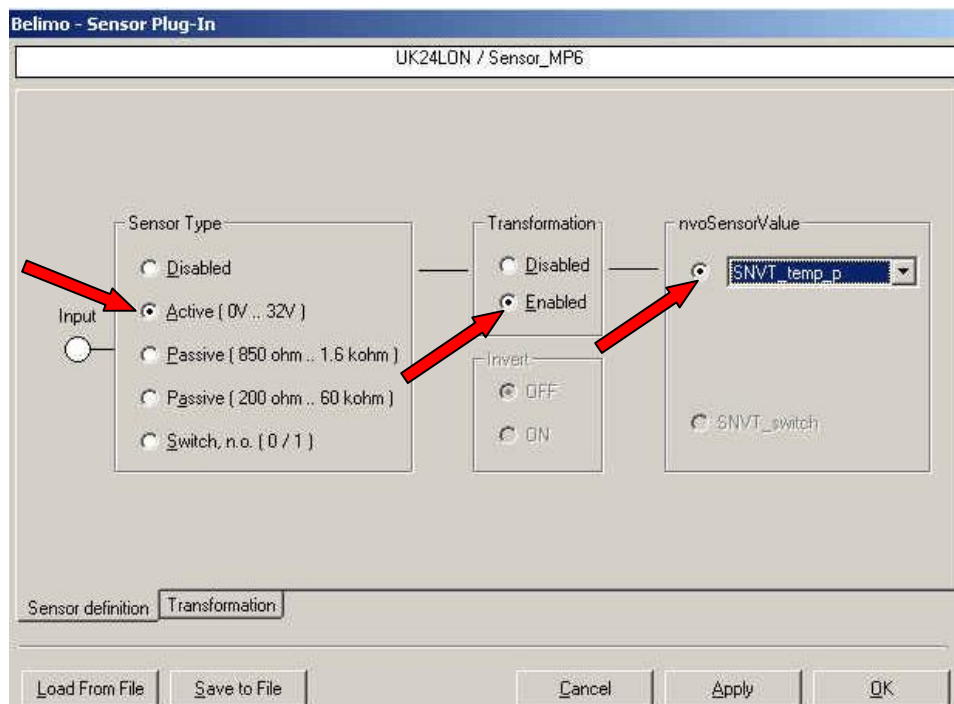 Belimo - Sensor Plug-In
UK24LON / Sensor_MP6
Sensor Type
Disabled
Active ( 0V .. 32V )
Passive ( 850 ohm .. 1.6 kohm )
Passive ( 200 ohm .. 60 kohm )
Switch, n.o. ( 0 / 1 )
Input
Transformation
Disabled
Enabled
Invert
OFF
ON
nvoSensorValue
SNVT_temp_p
SNVT_switch
Sensor definition
Transformation
Load From File
Save to File
Cancel
Apply
OK